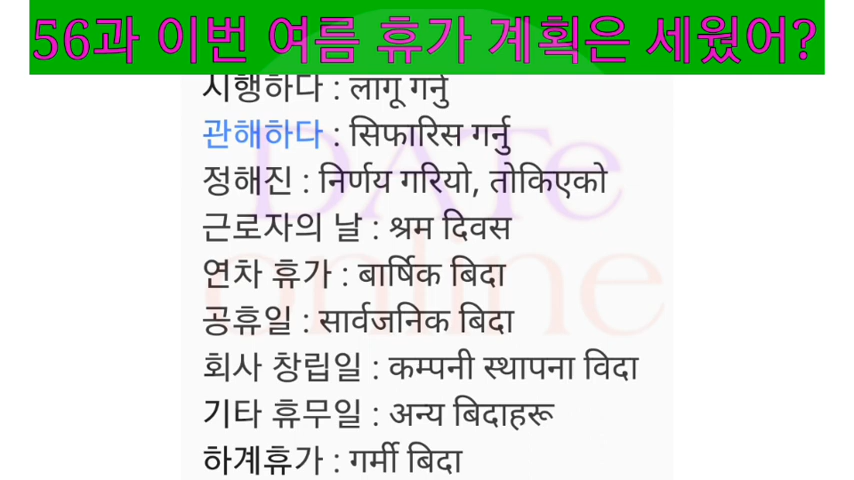 56과 이번 여름 휴가 계획은 세웠어?
시행하다 : लागू गर्नु
관해하다 : सिफारिस गर्नु
정해진 : निर्णय गरियो, तोकिएको
근로자의 날 : श्रम दिवस
연차 휴가 : बार्षिक बिदा
공휴일 : सार्वजनिक बिदा
회사 창립일 : कम्पनी स्थापना विदा
기타 휴무일 : अन्य बिदाहरू
하계휴가 : गर्मी बिदा
DATe
online